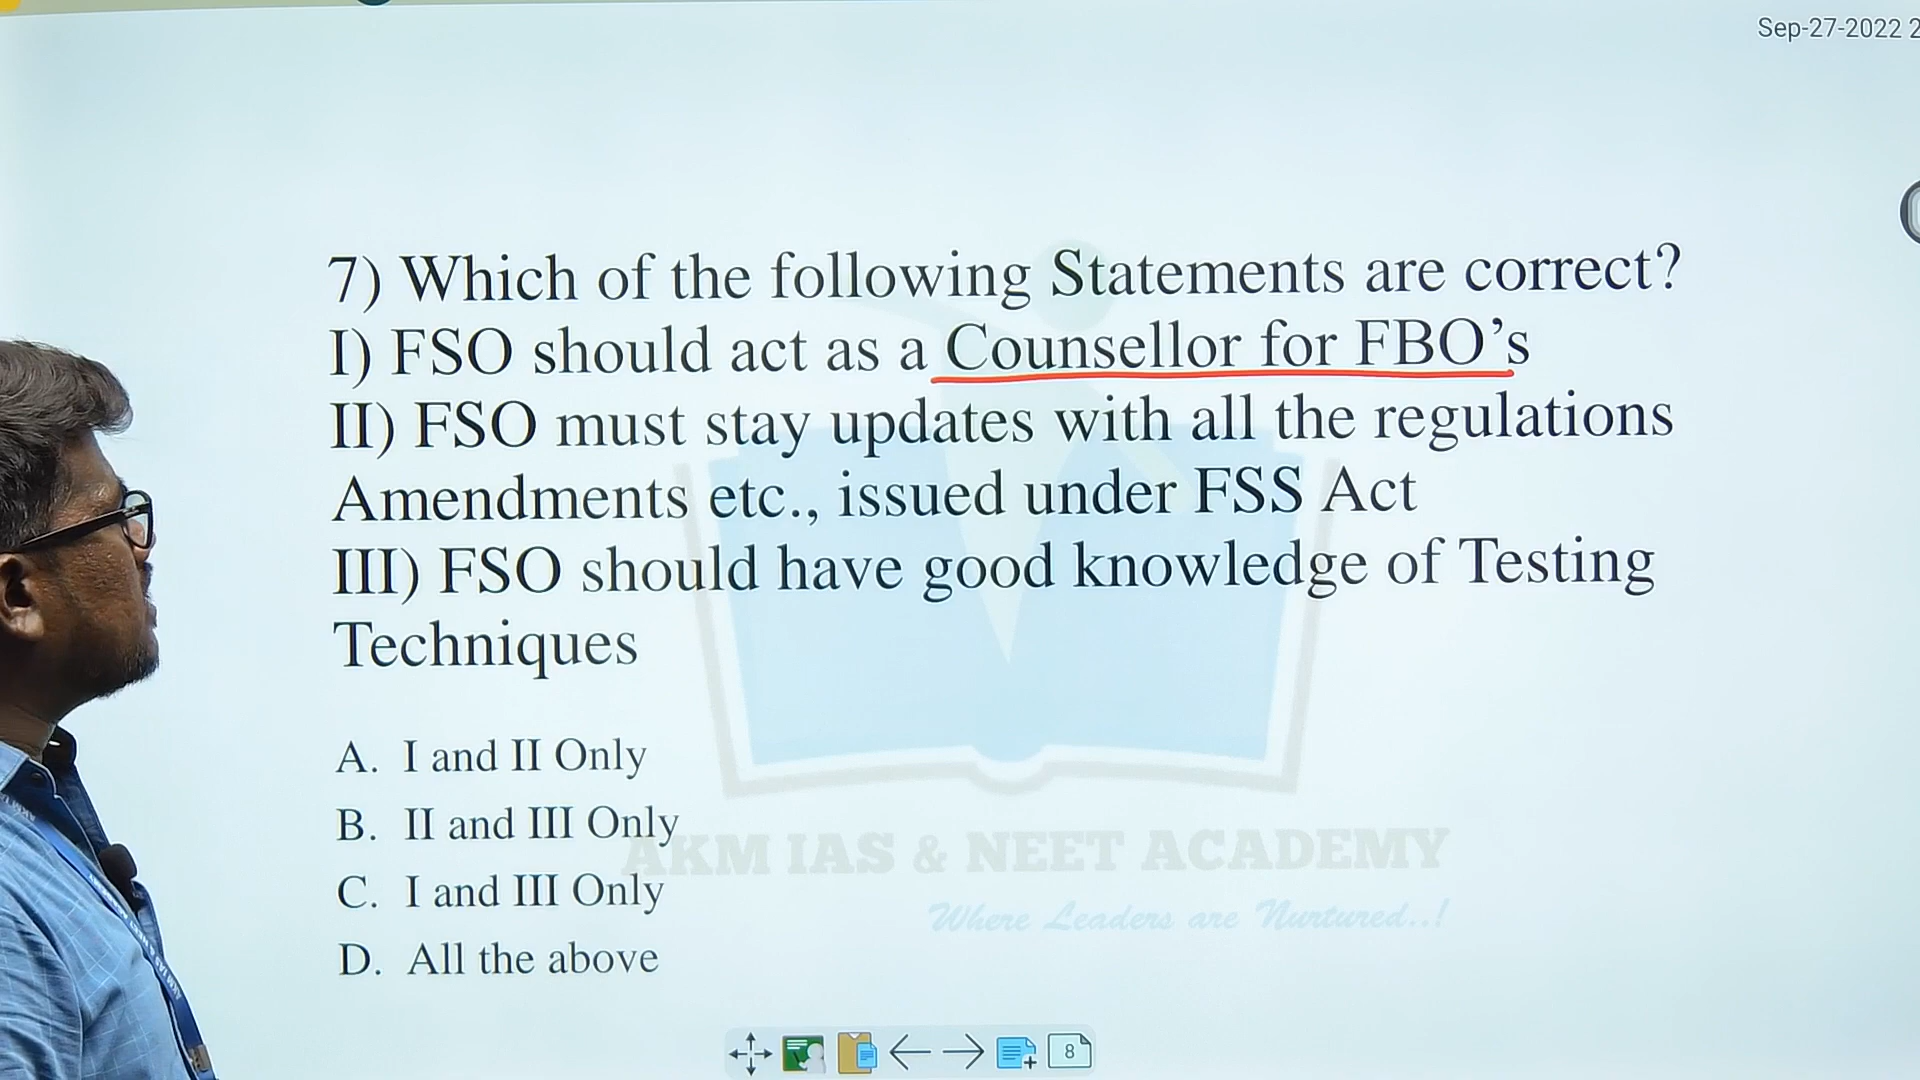 Sep-27-2022 2
7) Which of the following Statements are correct?
I) FSO should act as a Counsellor for FBO's
II) FSO must stay updates with all the regulations
Amendments etc., issued under FSS Act
III) FSO should have good knowledge of Testing
Techniques
A. I and II Only
B. II and III Only
C. I and III Only
D. All the above
AKM IAS & NEET ACADEMY
Where Leaders are Nurtured..!
8